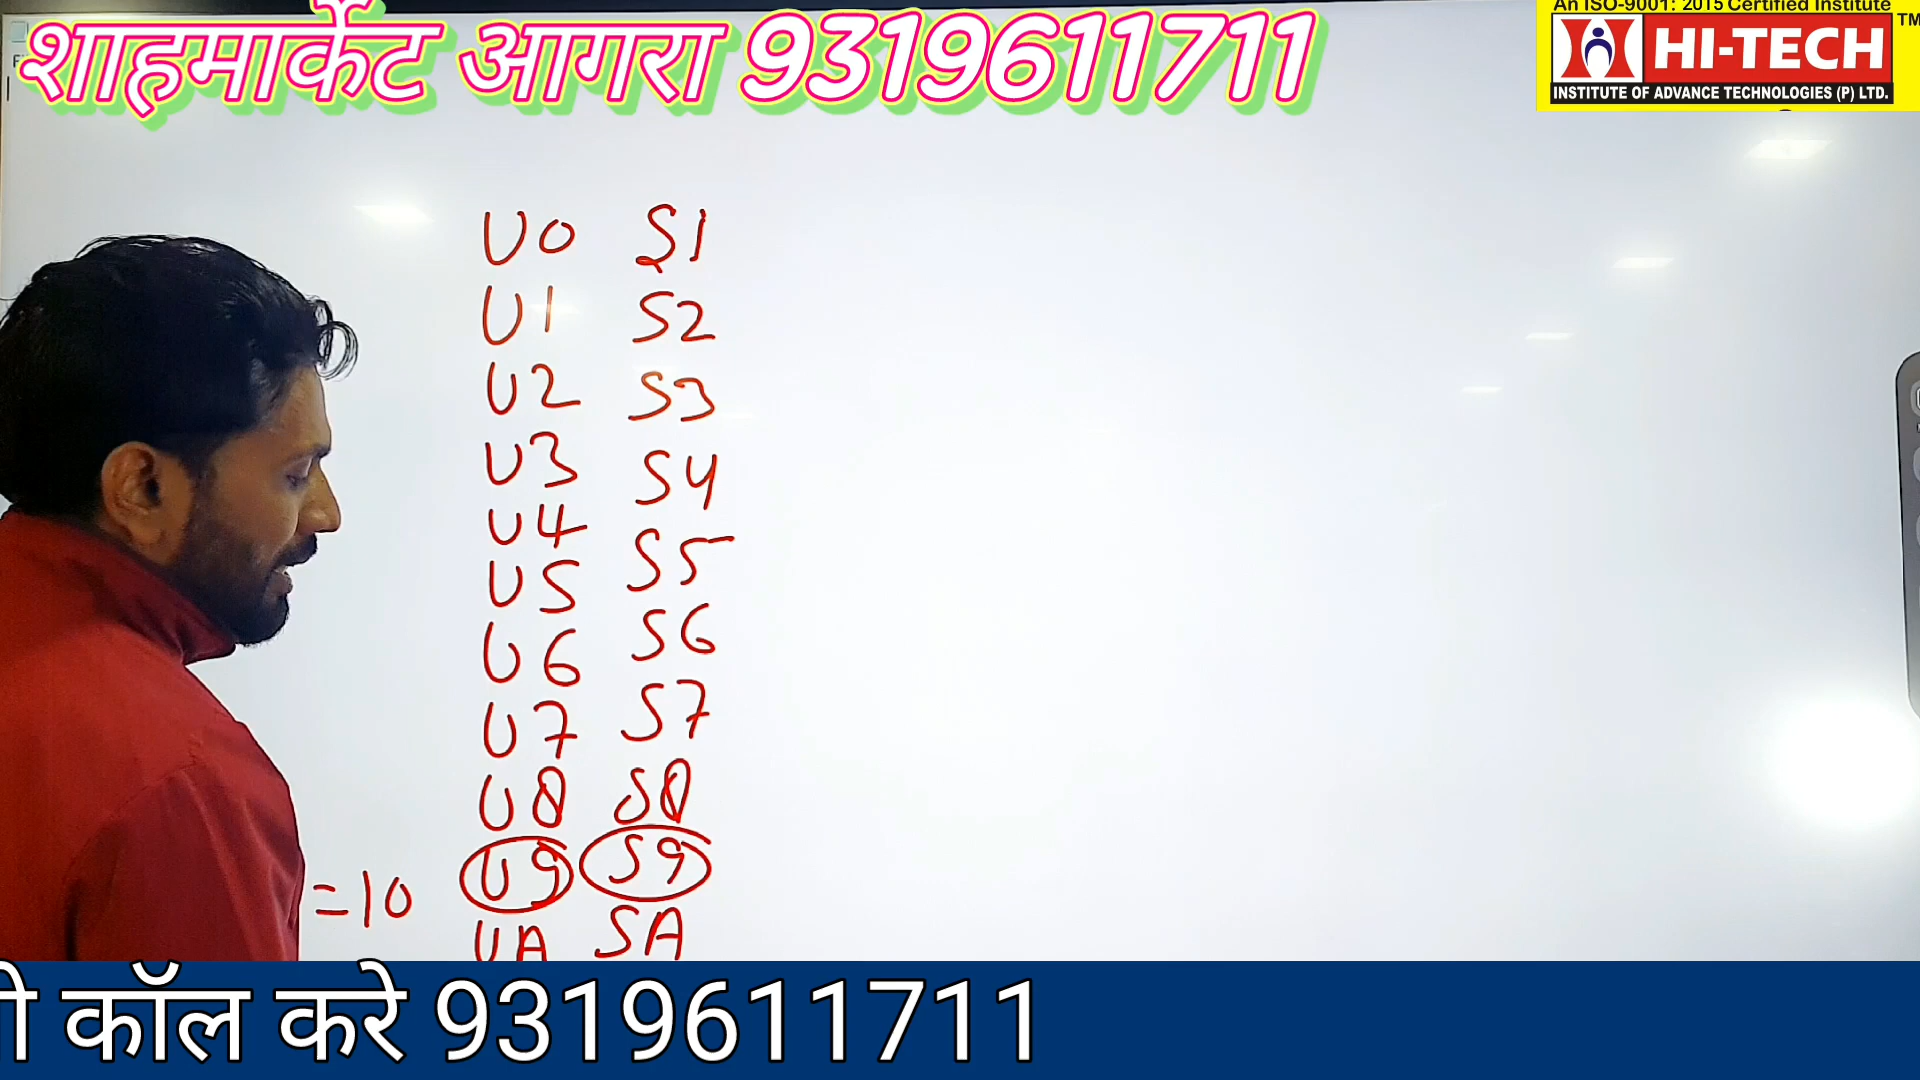 शाहमार्केट आगरा 9319611711
An ISO-9001: 2015 Certified Institute
HI-TECH
TM
INSTITUTE OF ADVANCE TECHNOLOGIES (P) LTD.
U0 S1
U1 S2
U2 S3
U3 S4
U4 S5
U5 S6
U6 S7
U7 S8
U8 S9
U9 SA
=10 UA
कॉल करे 9319611711